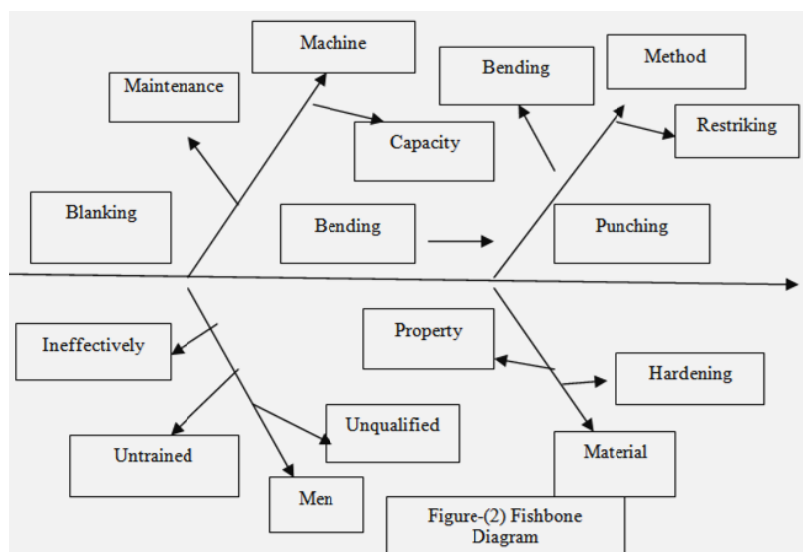 Machine
Method
Bending
Maintenance
Restriking
Capacity
Blanking
Bending
Punching
Ineffectively
Property
Hardening
Unqualified
Untrained
Material
Men
Figure-(2) Fishbone
Diagram